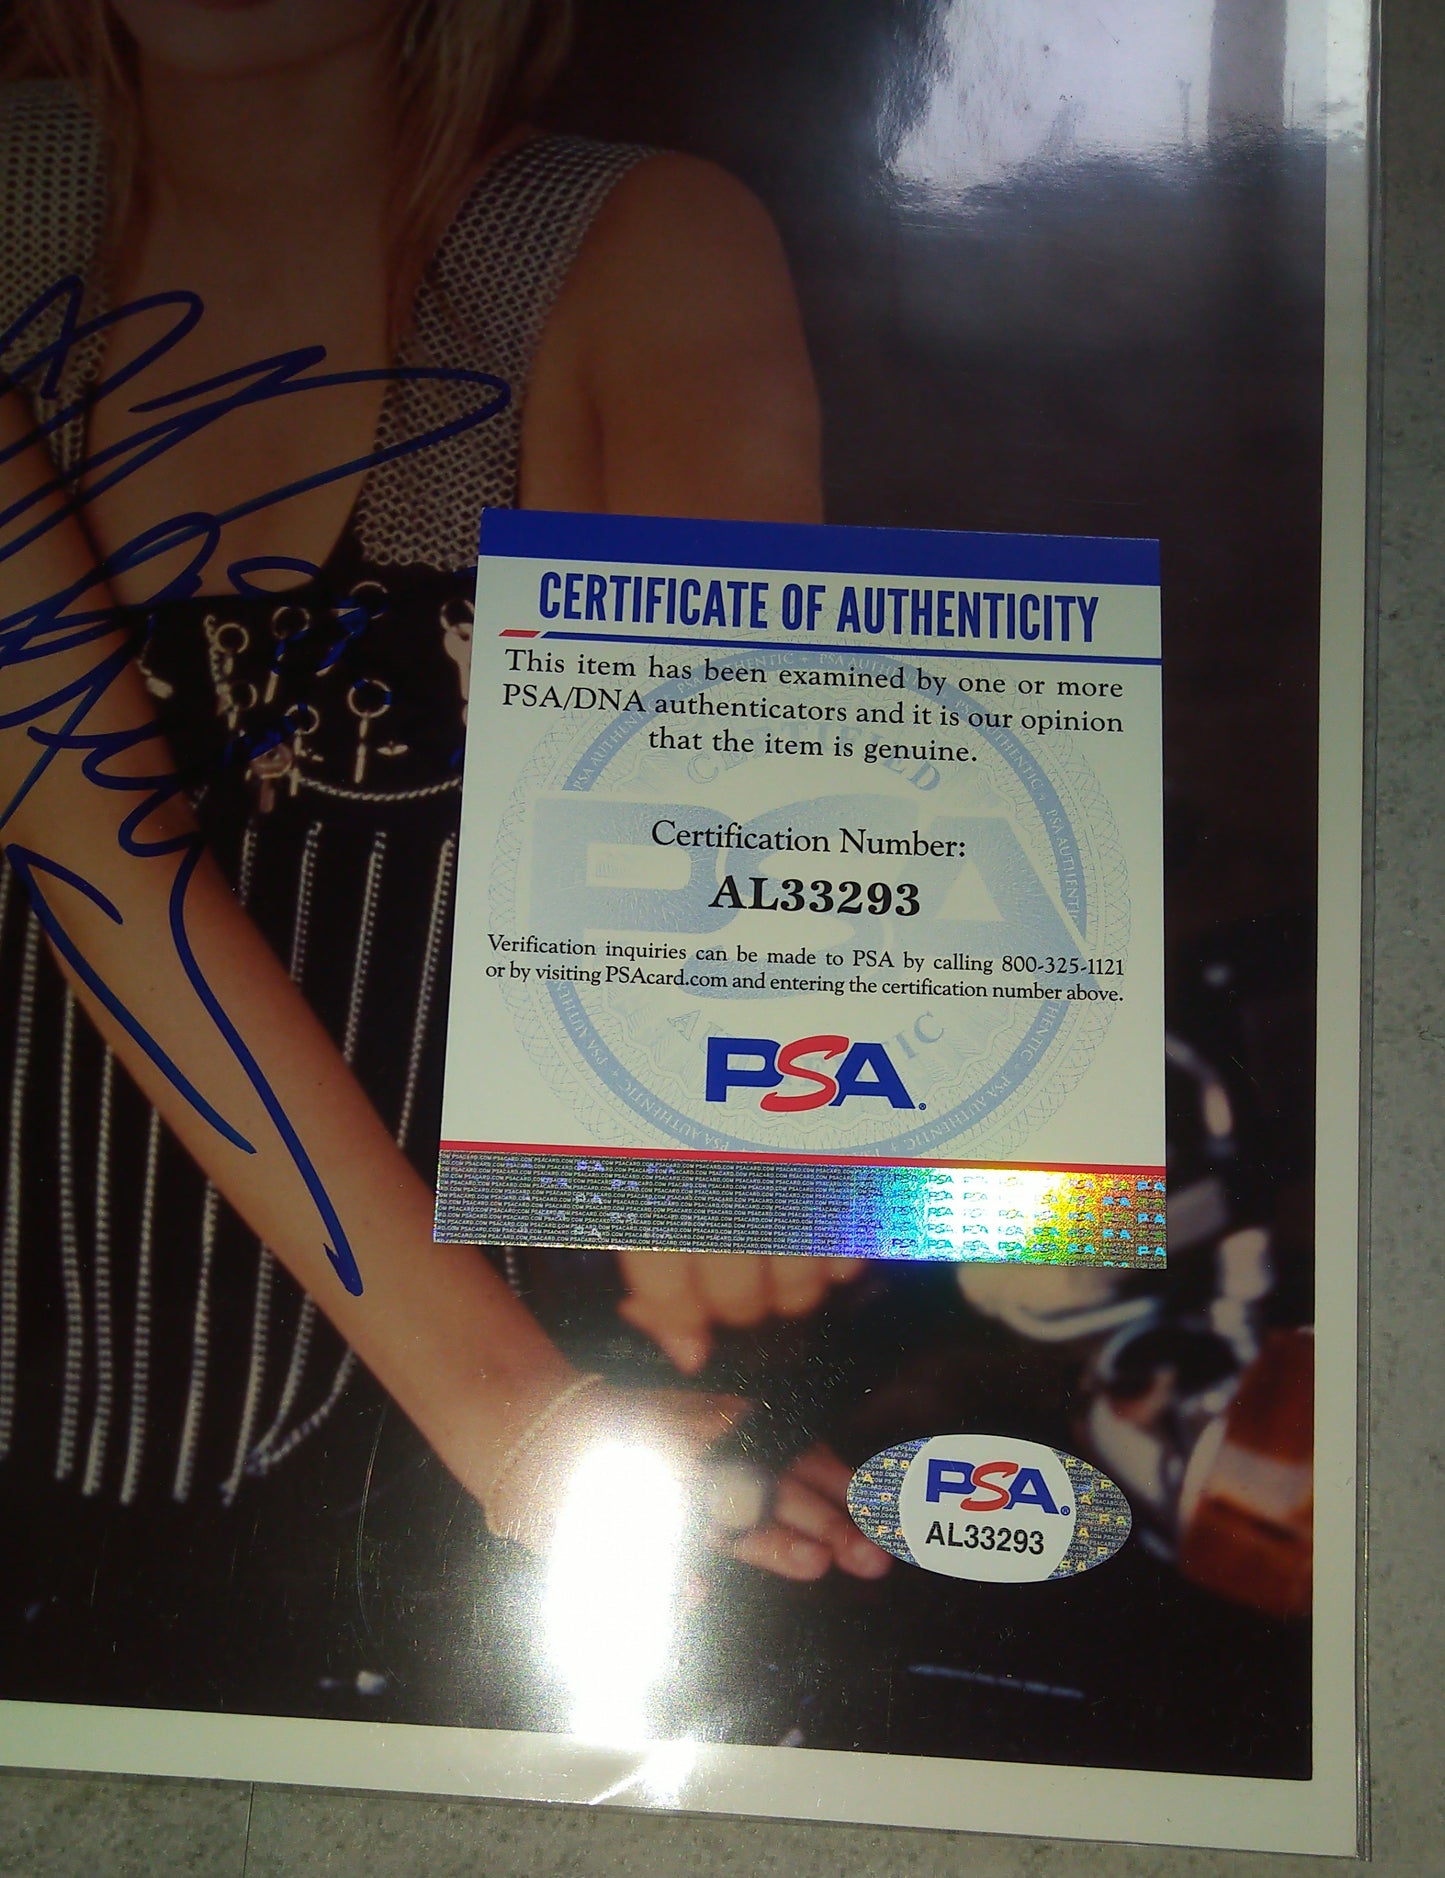 CERTIFICATE OF AUTHENTICITY
This item has been examined by one or more
PSA/DNA authenticators and it is our opinion
that the item is genuine.
CERTIFIED
Certification Number:
AL33293
Verification inquiries can be made to PSA by calling 800-325-1121
or by visiting PSAcard.com and entering the certification number above.
PSA
PSA
AL33293